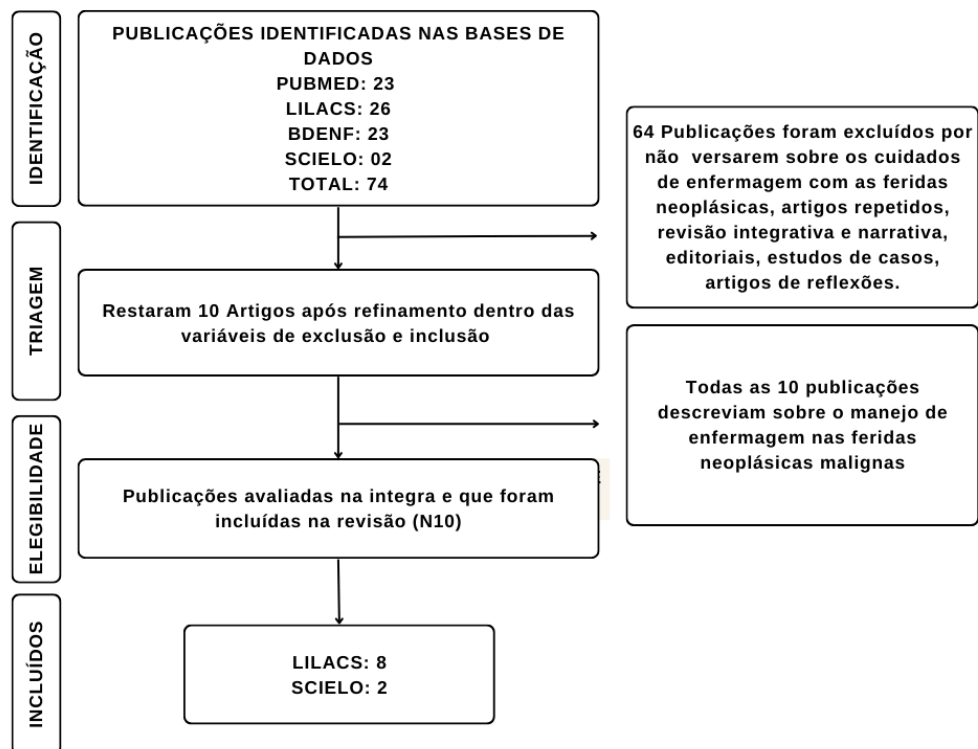 IDENTIFICAÇÃO
PUBLICAÇÕES IDENTIFICADAS NAS BASES DE
DADOS
PUBMED: 23
LILACS: 26
BDENF: 23
SCIELO: 02
TOTAL: 74
64 Publicações foram excluídos por
não versarem sobre os cuidados
de enfermagem com as feridas
neoplásicas, artigos repetidos,
revisão integrativa e narrativa,
editoriais, estudos de casos,
artigos de reflexões.
TRIAGEM
Restaram 10 Artigos após refinamento dentro das
variáveis de exclusão e inclusão
Todas as 10 publicações
descreviam sobre o manejo de
enfermagem nas feridas
neoplásicas malignas
ELEGIBILIDADE
Publicações avaliadas na integra e que foram
incluídas na revisão (N10)
INCLUÍDOS
LILACS: 8
SCIELO: 2